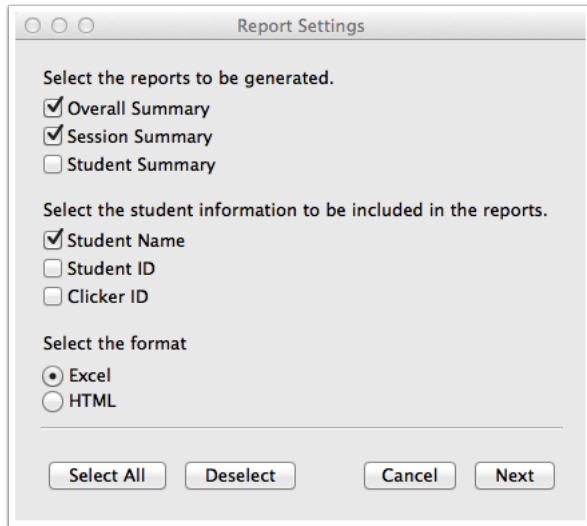 Report Settings
Select the reports to be generated.
Overall Summary
Session Summary
Student Summary
Select the student information to be included in the reports.
Student Name
Student ID
Clicker ID
Select the format
Excel
HTML
Select All Deselect Cancel Next